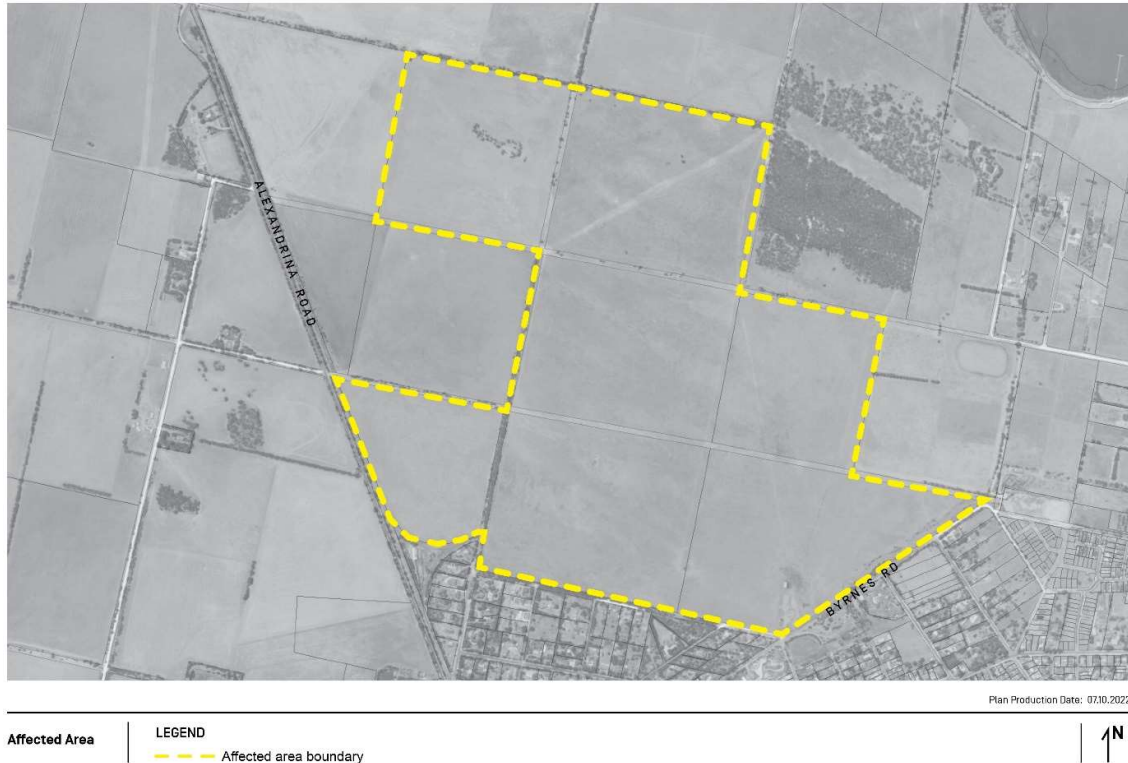 ALEXANDRINA ROAD
BYRNES RD
Plan Production Date: 07.10.2022
Affected Area
LEGEND
Affected area boundary
N